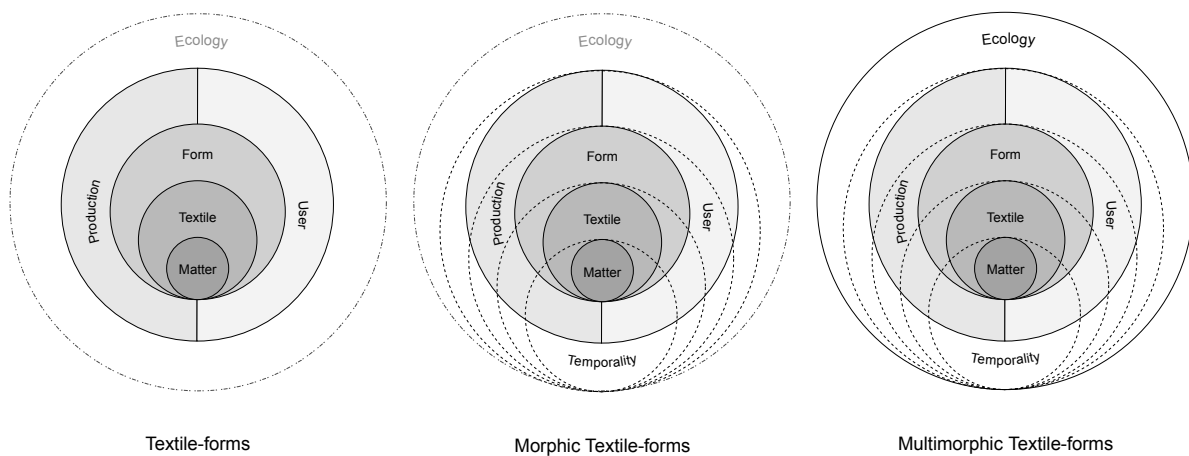 Ecology
Form
Production
User
Textile
Matter
Textile-forms
Ecology
Form
Production
User
Textile
Matter
Temporality
Morphic Textile-forms
Ecology
Form
Production
User
Textile
Matter
Temporality
Multimorphic Textile-forms